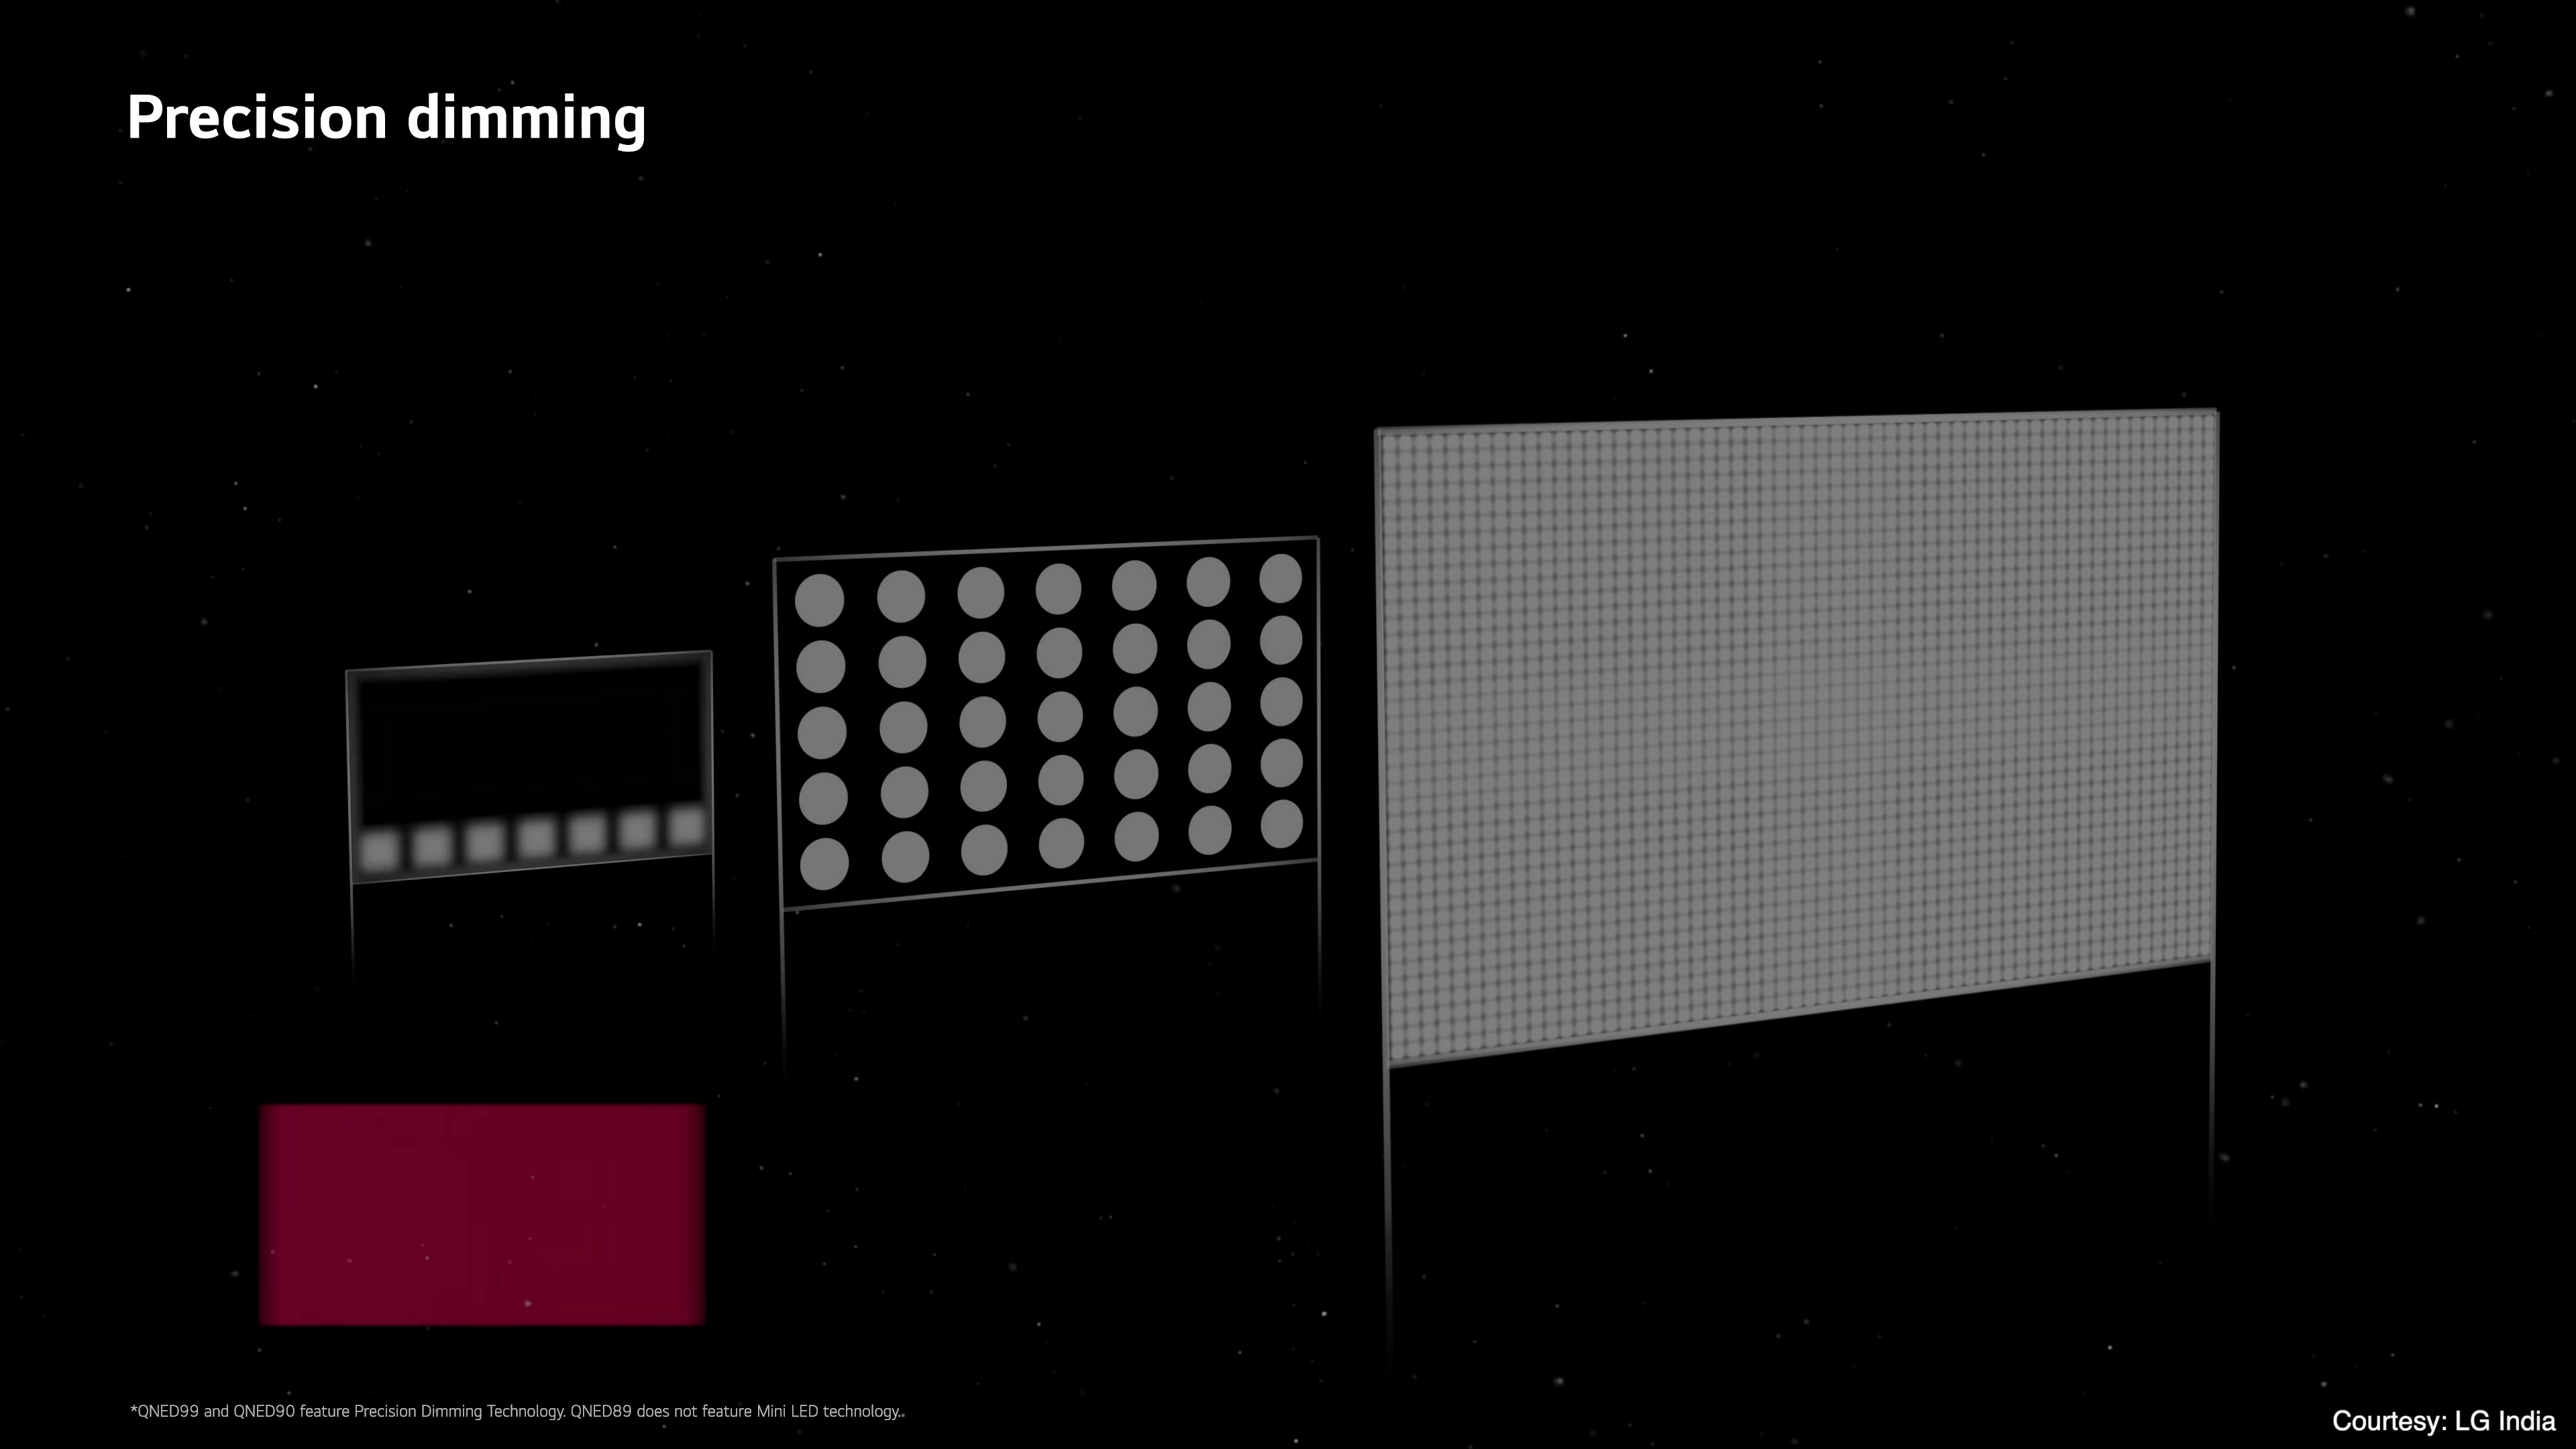 Precision dimming
*QNED99 and QNED90 feature Precision Dimming Technology. QNED89 does not feature Mini LED technology.
Courtesy: LG India